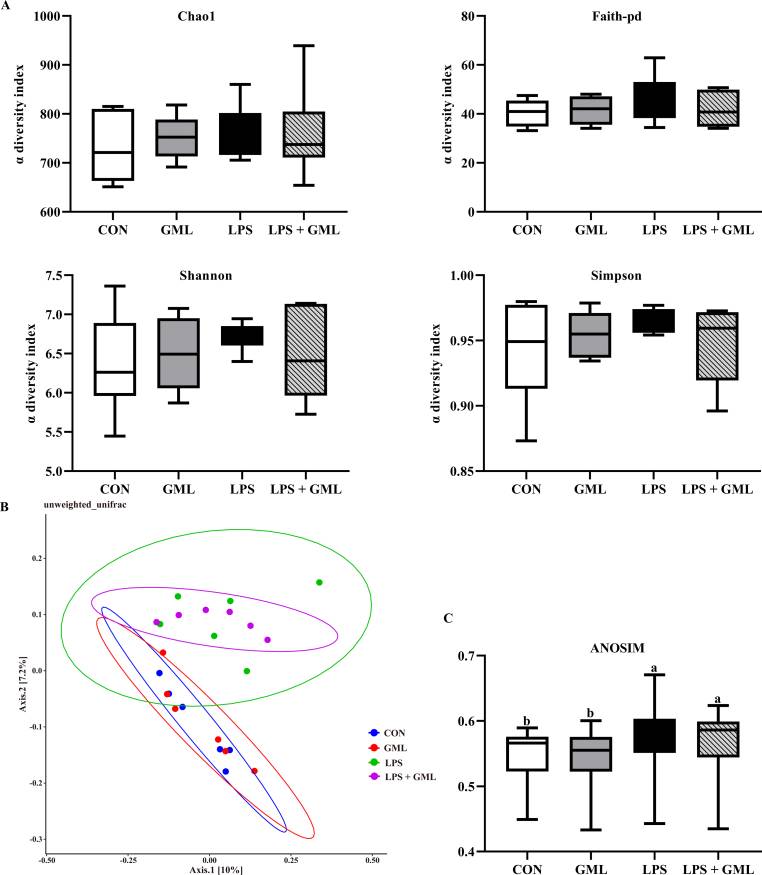 A
Chao1
α diversity index
1000
900
800
700
600
CON GML LPS LPS + GML
Faith-pd
α diversity index
80
60
40
20
0
CON GML LPS LPS + GML
Shannon
α diversity index
7.5
7.0
6.5
6.0
5.5
5.0
CON GML LPS LPS + GML
Simpson
α diversity index
1.00
0.95
0.90
0.85
CON GML LPS LPS + GML
B
unweighted_unifrac
Axis.2 [7.2%]
0.2
0.1
0.0
-0.1
-0.2
-0.3
-0.50 -0.25 0.00 0.25 0.50
Axis.1 [10%]
CON
GML
LPS
LPS + GML
C
ANOSIM
α diversity index
0.7
0.6
0.5
0.4
b b a a
CON GML LPS LPS + GML